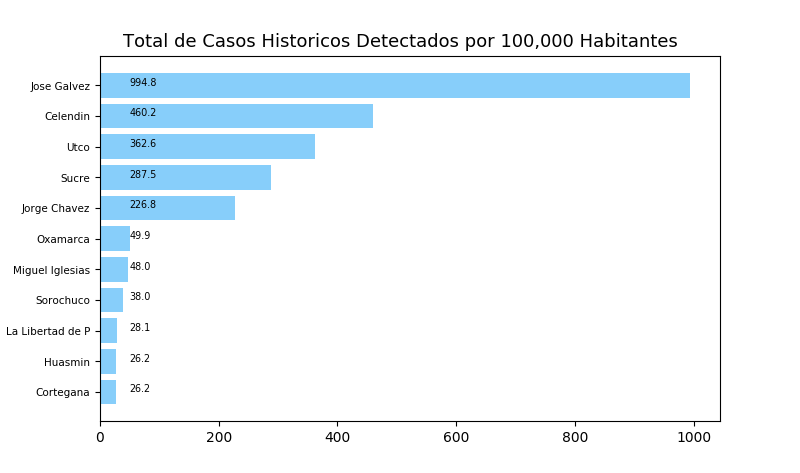 Total de Casos Historicos Detectados por 100,000 Habitantes
Jose Galvez 994.8
Celendin 460.2
Utco 362.6
Sucre 287.5
Jorge Chavez 226.8
Oxamarca 49.9
Miguel Iglesias 48.0
Sorochuco 38.0
La Libertad de P 28.1
Huasmin 26.2
Cortegana 26.2
0 200 400 600 800 1000